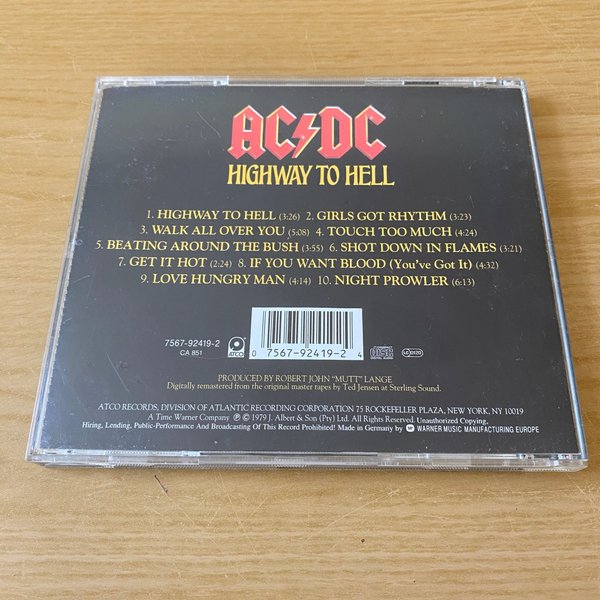 AC DC
HIGHWAY TO HELL
1. HIGHWAY TO HELL (3:26) 2. GIRLS GOT RHYTHM (3:23)
3. WALK ALL OVER YOU (5:08) 4. TOUCH TOO MUCH (4:24)
5. BEATING AROUND THE BUSH (3:55) 6. SHOT DOWN IN FLAMES (3:21)
7. GET IT HOT (2:24) 8. IF YOU WANT BLOOD (You've Got It) (4:32)
9. LOVE HUNGRY MAN (4:14) 10. NIGHT PROWLER (6:13)
7567-92419-2
CA 851
ATCO
0 7567-92419-2 4
COMPACT disc DIGITAL AUDIO
LC 0120
PRODUCED BY ROBERT JOHN "MUTT" LANGE
Digitally remastered from the original master tapes by Ted Jensen at Sterling Sound.
ATCO RECORDS, DIVISION OF ATLANTIC RECORDING CORPORATION 75 ROCKEFELLER PLAZA, NEW YORK, NY 10019
A Time Warner Company ℗ © 1979 J. Albert & Son (Pty) Ltd. All Rights Reserved. Unauthorized Copying,
Hiring, Lending, Public-Performance And Broadcasting Of This Record Prohibited! Made in Germany by WARNER MUSIC MANUFACTURING EUROPE